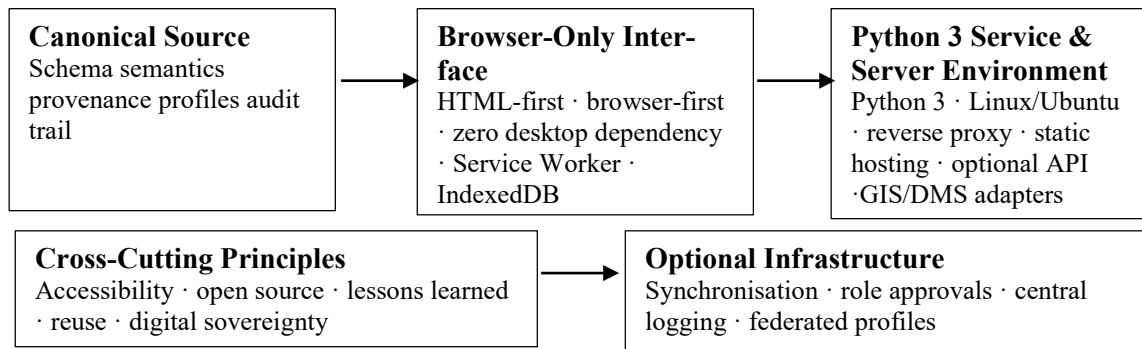 Canonical Source
Schema semantics
provenance profiles audit
trail
Browser-Only Inter-
face
HTML-first · browser-first
· zero desktop dependency
· Service Worker ·
IndexedDB
Python 3 Service &
Server Environment
Python 3 · Linux/Ubuntu
· reverse proxy · static
hosting · optional API
·GIS/DMS adapters
Cross-Cutting Principles
Accessibility · open source · lessons learned
· reuse · digital sovereignty
Optional Infrastructure
Synchronisation · role approvals · central
logging · federated profiles